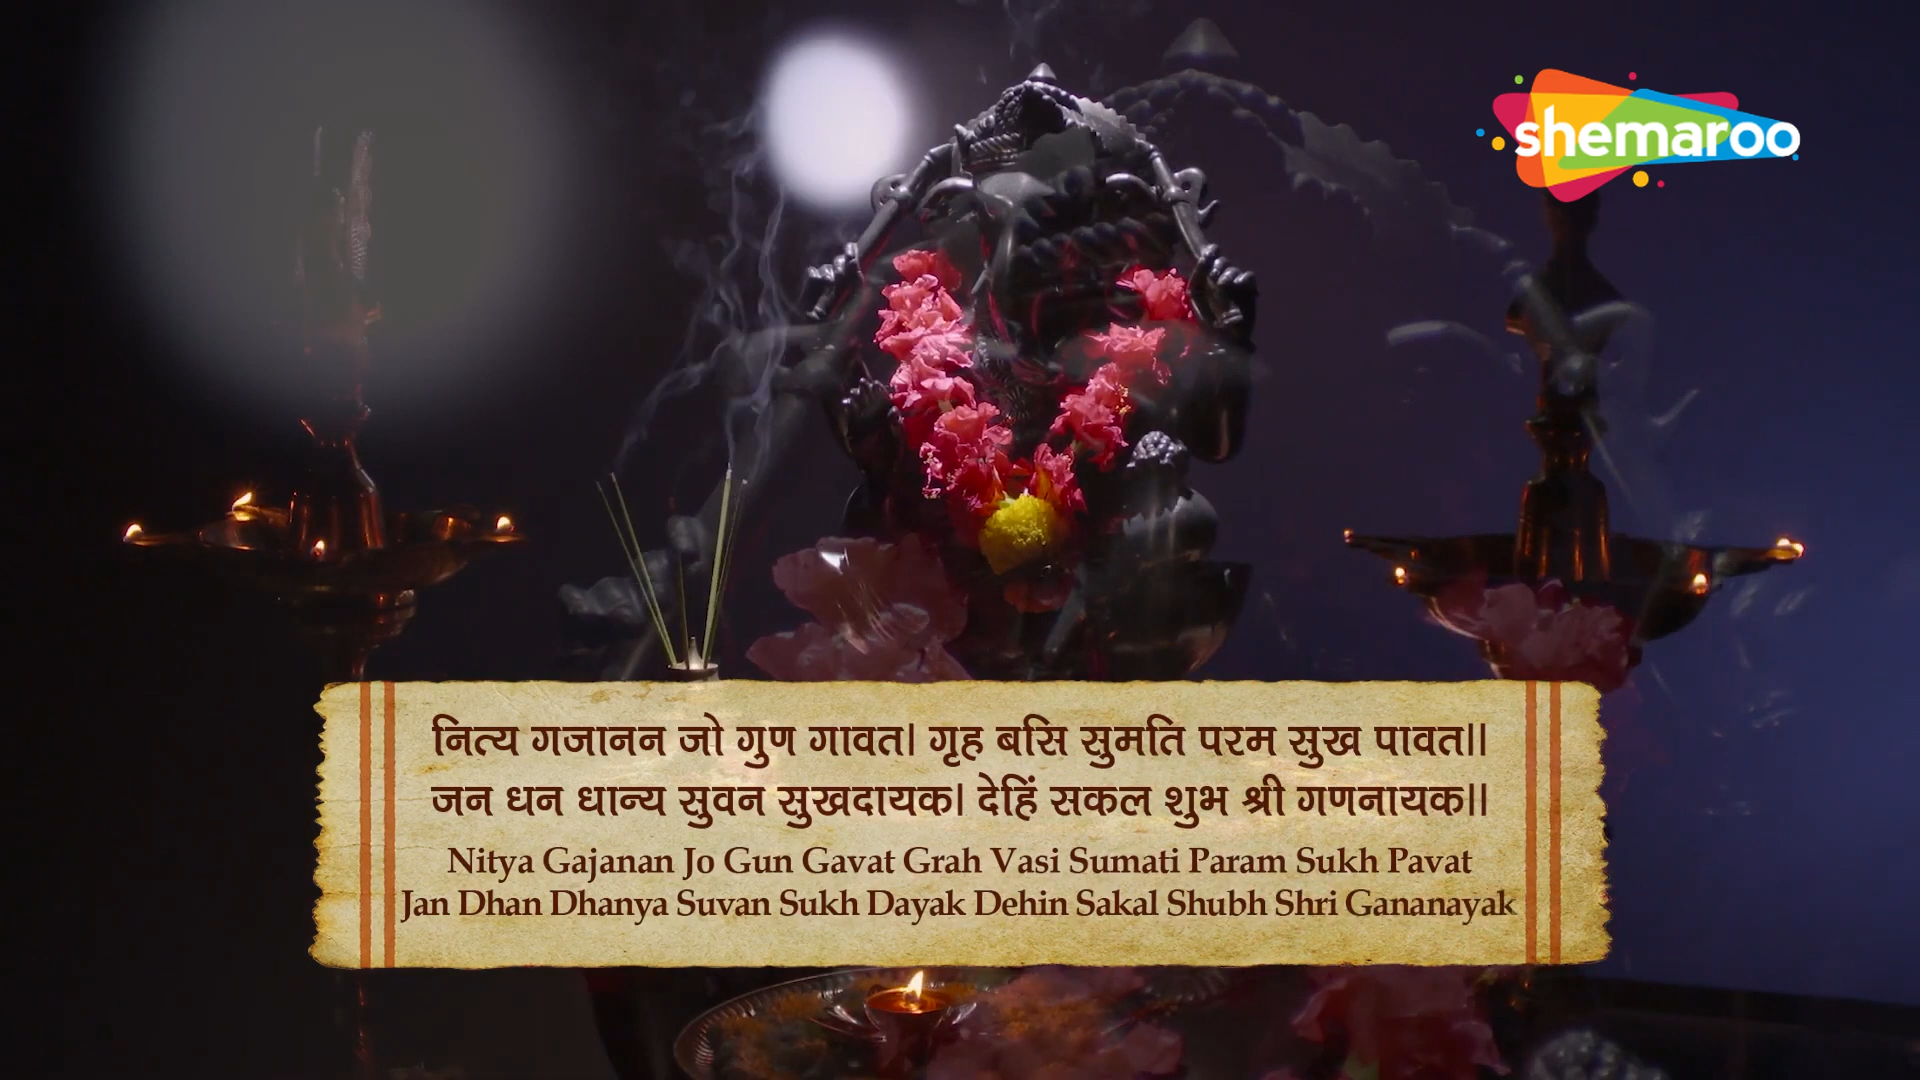 shemaroo
नित्य गजानन जो गुण गावत। गृह बसि सुमति परम सुख पावत।।
जन धन धान्य सुवन सुखदायक। देहिं सकल शुभ श्री गणनायक।।
Nitya Gajanan Jo Gun Gavat Grah Vasi Sumati Param Sukh Pavat
Jan Dhan Dhanya Suvan Sukh Dayak Dehin Sakal Shubh Shri Gananayak